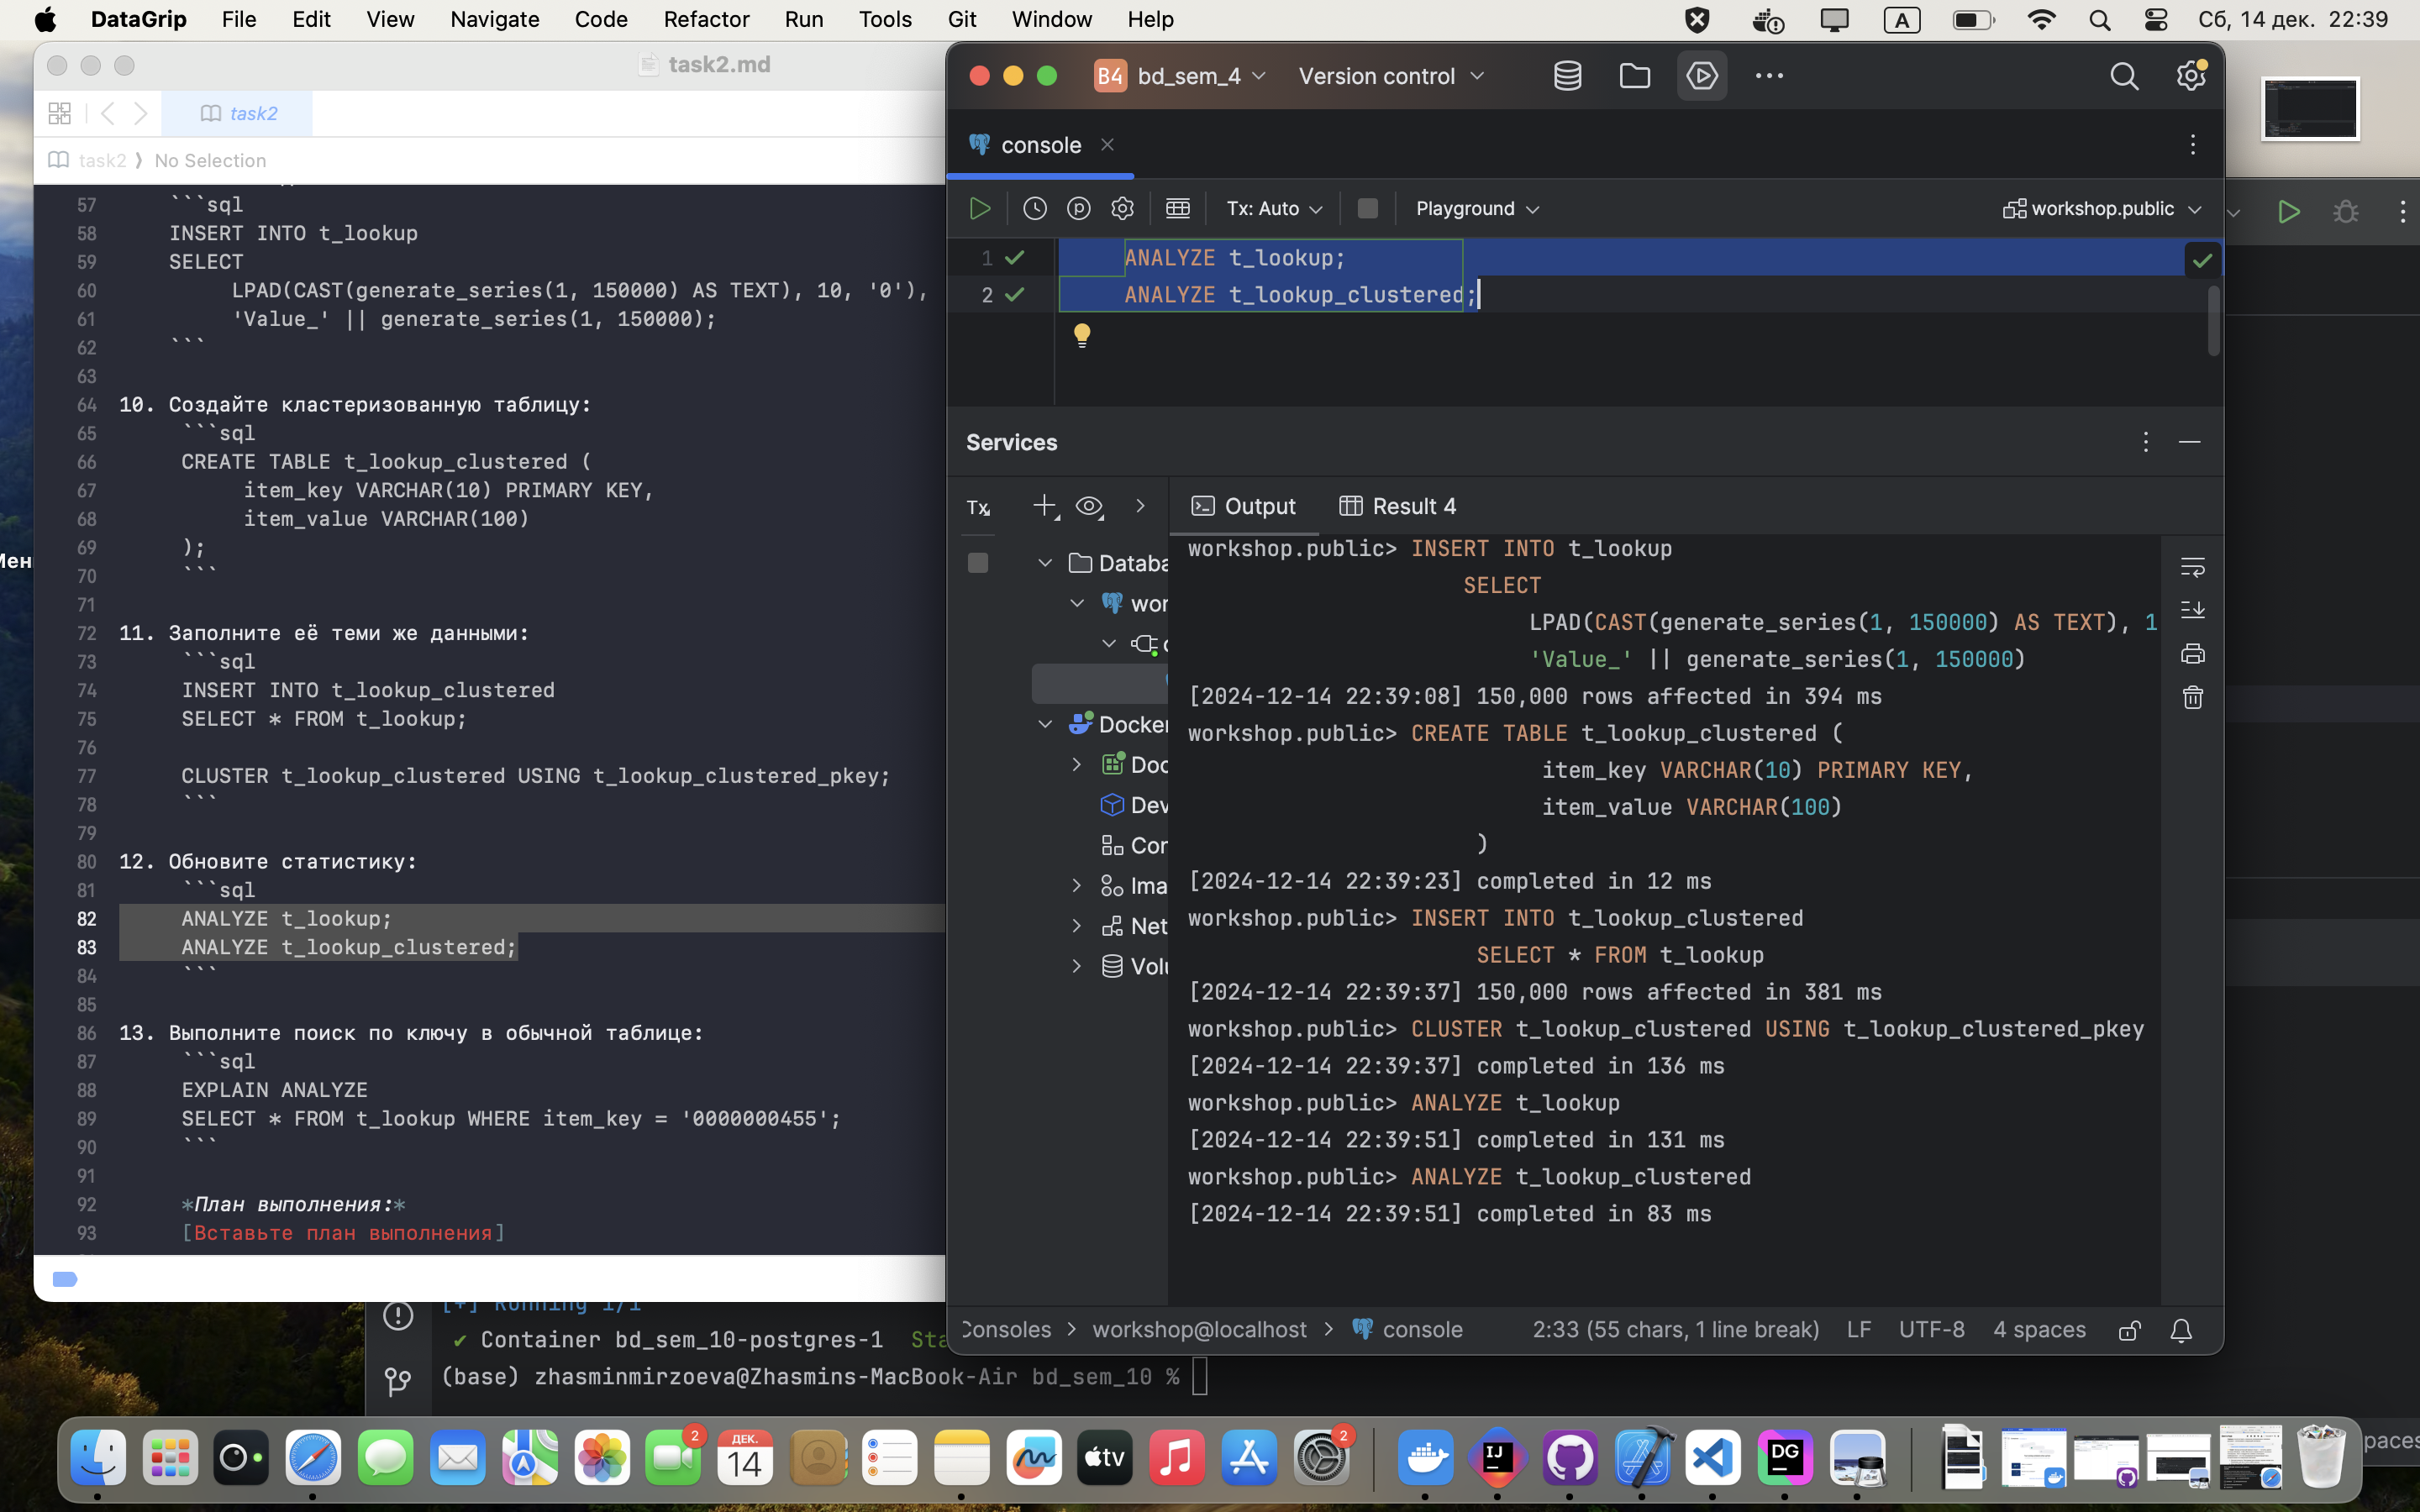 DataGrip File Edit View Navigate Code Refactor Run Tools Git Window Help A Сб, 14 дек. 22:39
task2.md
task2
task2 No Selection
57 ```sql
58 INSERT INTO t_lookup
59 SELECT
60 LPAD(CAST(generate_series(1, 150000) AS TEXT), 10, '0'),
61 'Value_' || generate_series(1, 150000);
62 ```
63
64 10. Создайте кластеризованную таблицу:
65 ```sql
66 CREATE TABLE t_lookup_clustered (
67 item_key VARCHAR(10) PRIMARY KEY,
68 item_value VARCHAR(100)
69 );
70 ```
71
72 11. Заполните её теми же данными:
73 ```sql
74 INSERT INTO t_lookup_clustered
75 SELECT * FROM t_lookup;
76
77 CLUSTER t_lookup_clustered USING t_lookup_clustered_pkey;
78 ```
79
80 12. Обновите статистику:
81 ```sql
82 ANALYZE t_lookup;
83 ANALYZE t_lookup_clustered;
84 ```
85
86 13. Выполните поиск по ключу в обычной таблице:
87 ```sql
88 EXPLAIN ANALYZE
89 SELECT * FROM t_lookup WHERE item_key = '0000000455';
90 ```
91
92 *План выполнения:*
93 [Вставьте план выполнения]
B4 bd_sem_4 Version control
console
Tx: Auto Playground workshop.public
1 ANALYZE t_lookup;
2 ANALYZE t_lookup_clustered;
Services
Tx Output Result 4
Databa
wor
c
Docker
Doc
Dev
Con
Ima
Net
Volu
workshop.public> INSERT INTO t_lookup
SELECT
LPAD(CAST(generate_series(1, 150000) AS TEXT), 1
'Value_' || generate_series(1, 150000)
[2024-12-14 22:39:08] 150,000 rows affected in 394 ms
workshop.public> CREATE TABLE t_lookup_clustered (
item_key VARCHAR(10) PRIMARY KEY,
item_value VARCHAR(100)
)
[2024-12-14 22:39:23] completed in 12 ms
workshop.public> INSERT INTO t_lookup_clustered
SELECT * FROM t_lookup
[2024-12-14 22:39:37] 150,000 rows affected in 381 ms
workshop.public> CLUSTER t_lookup_clustered USING t_lookup_clustered_pkey
[2024-12-14 22:39:37] completed in 136 ms
workshop.public> ANALYZE t_lookup
[2024-12-14 22:39:51] completed in 131 ms
workshop.public> ANALYZE t_lookup_clustered
[2024-12-14 22:39:51] completed in 83 ms
Consoles workshop@localhost console 2:33 (55 chars, 1 line break) LF UTF-8 4 spaces
Мен
[+] Running 1/1
✔ Container bd_sem_10-postgres-1 Sta
(base) zhasminmirzoeva@Zhasmins-MacBook-Air bd_sem_10 %
paces
2 ДЕК. 14 tv 2 IJ DG